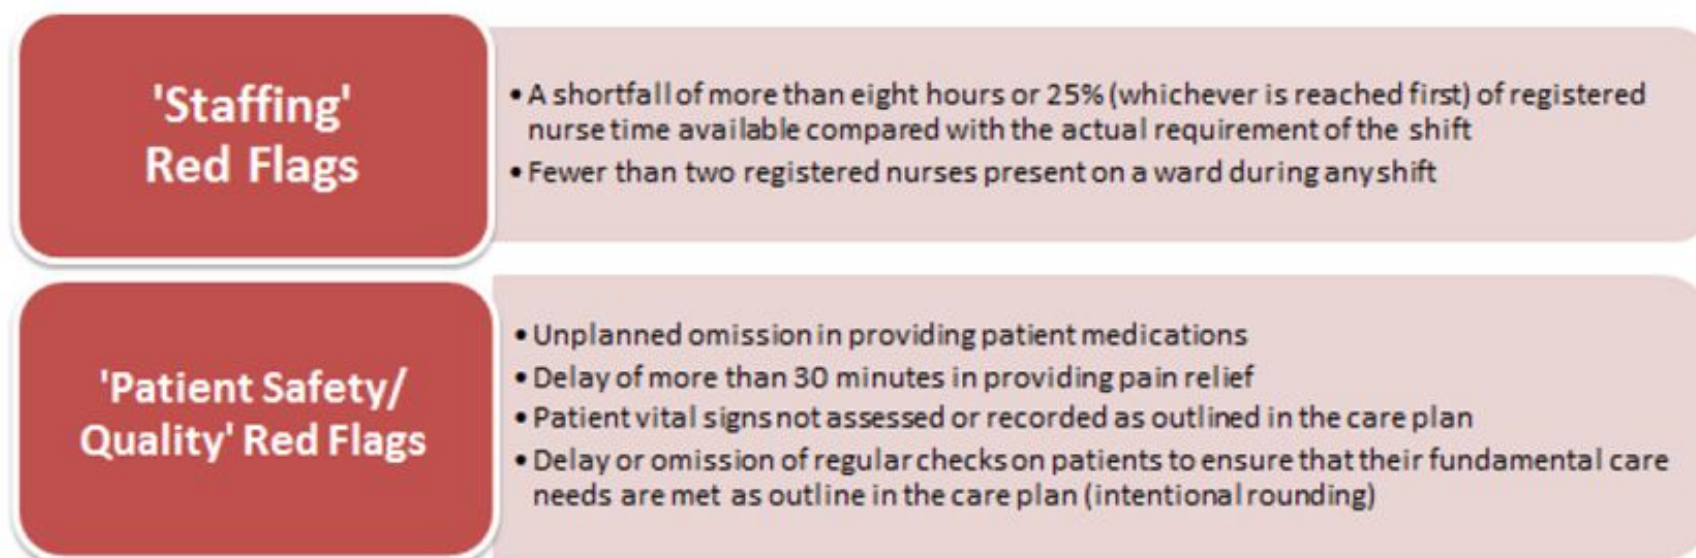 'Staffing'
Red Flags
• A shortfall of more than eight hours or 25% (whichever is reached first) of registered
nurse time available compared with the actual requirement of the shift
• Fewer than two registered nurses present on a ward during any shift
'Patient Safety/
Quality' Red Flags
• Unplanned omission in providing patient medications
• Delay of more than 30 minutes in providing pain relief
• Patient vital signs not assessed or recorded as outlined in the care plan
• Delay or omission of regular checks on patients to ensure that their fundamental care
needs are met as outline in the care plan (intentional rounding)